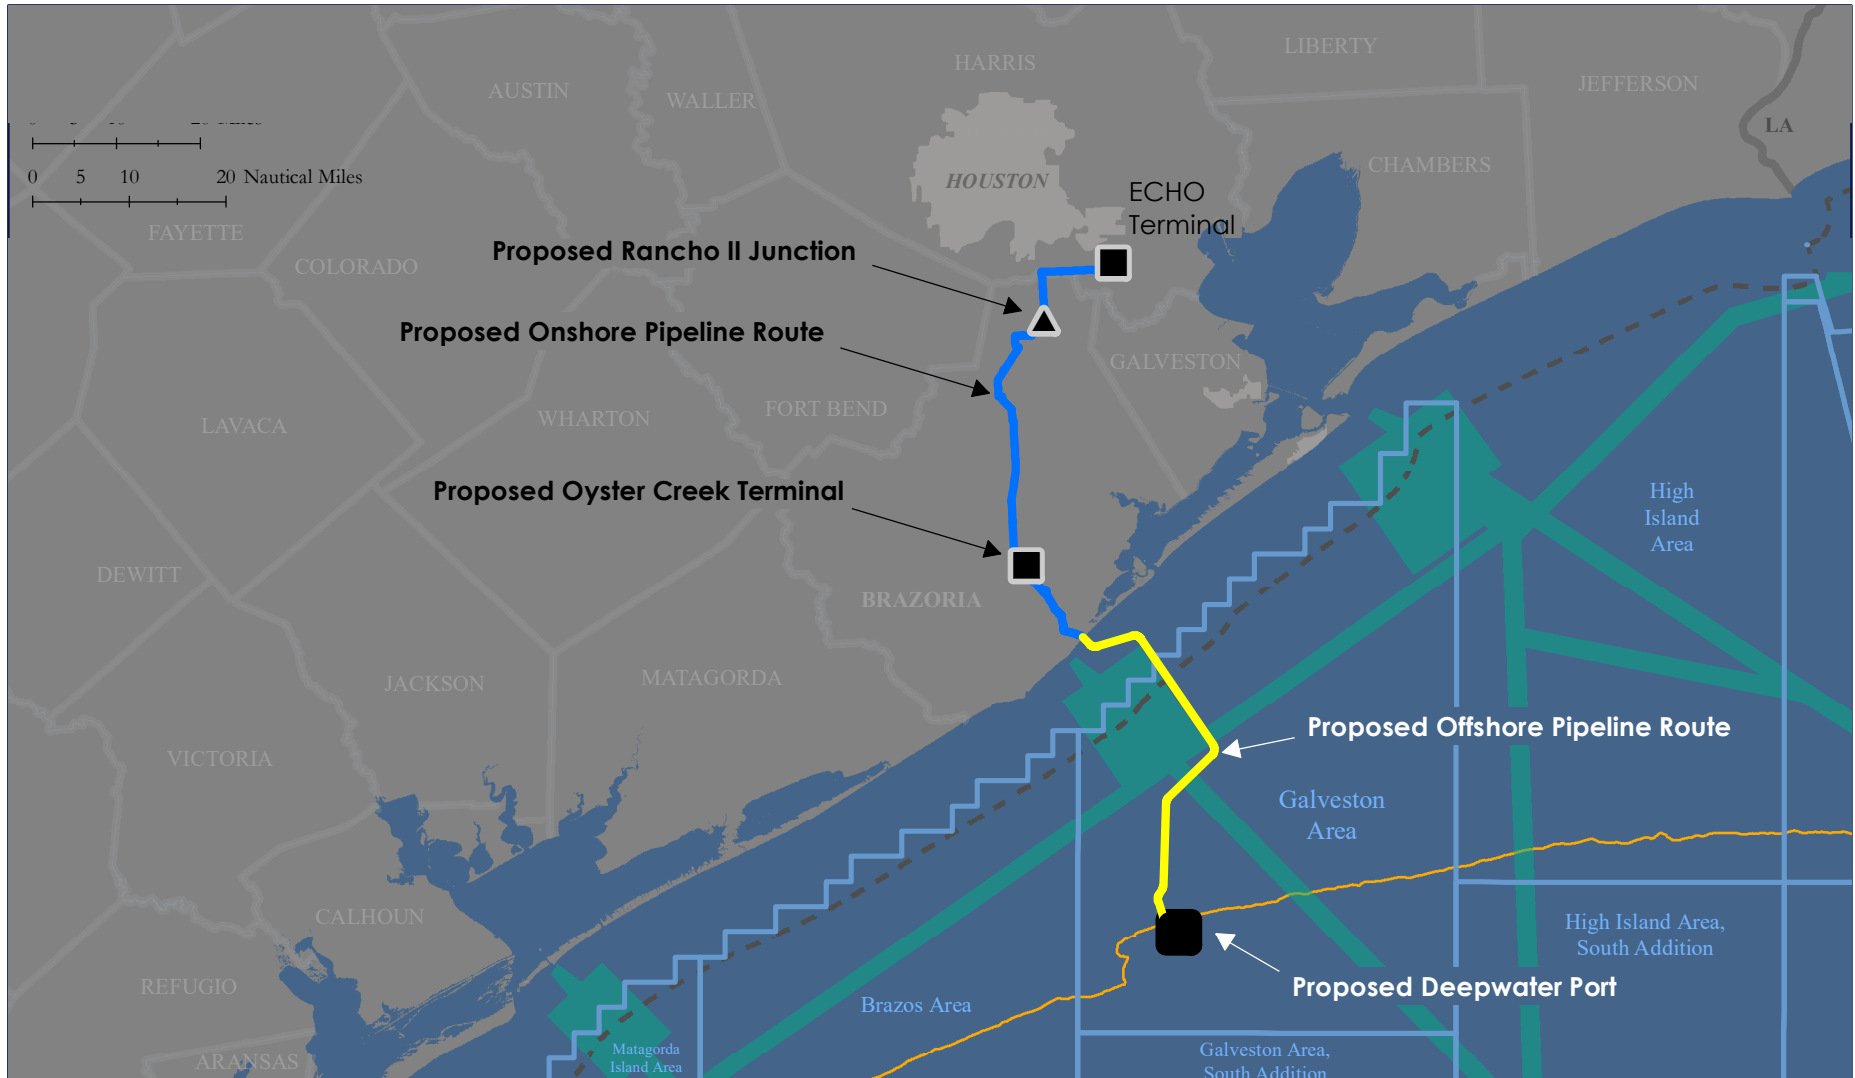 HARRIS
LIBERTY
JEFFERSON
AUSTIN
WALLER
LA
20 Miles
0 5 10 20 Nautical Miles
HOUSTON
CHAMBERS
ECHO
Terminal
FAYETTE
COLORADO
Proposed Rancho II Junction
Proposed Onshore Pipeline Route
GALVESTON
LAVACA
WHARTON
FORT BEND
Proposed Oyster Creek Terminal
High
Island
Area
DEWITT
BRAZORIA
JACKSON
MATAGORDA
Proposed Offshore Pipeline Route
VICTORIA
Galveston
Area
CALHOUN
High Island Area,
South Addition
REFUGIO
Proposed Deepwater Port
Brazos Area
ARANSAS
Matagorda
Island Area
Galveston Area,
South Addition